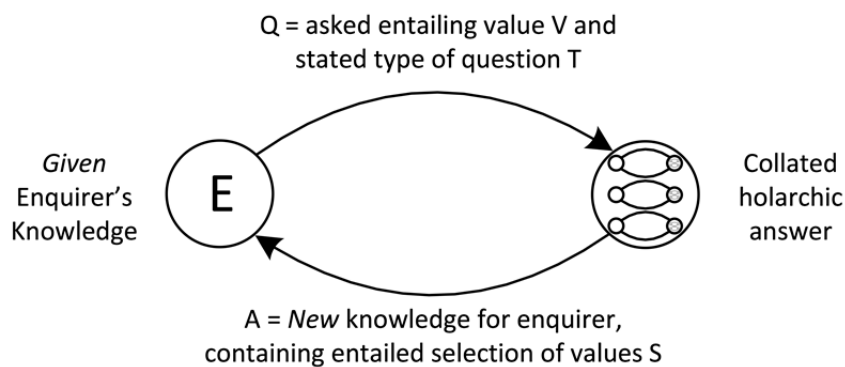 Q = asked entailing value V and
stated type of question T
Given
Enquirer's
Knowledge
E
Collated
holarchic
answer
A = New knowledge for enquirer,
containing entailed selection of values S